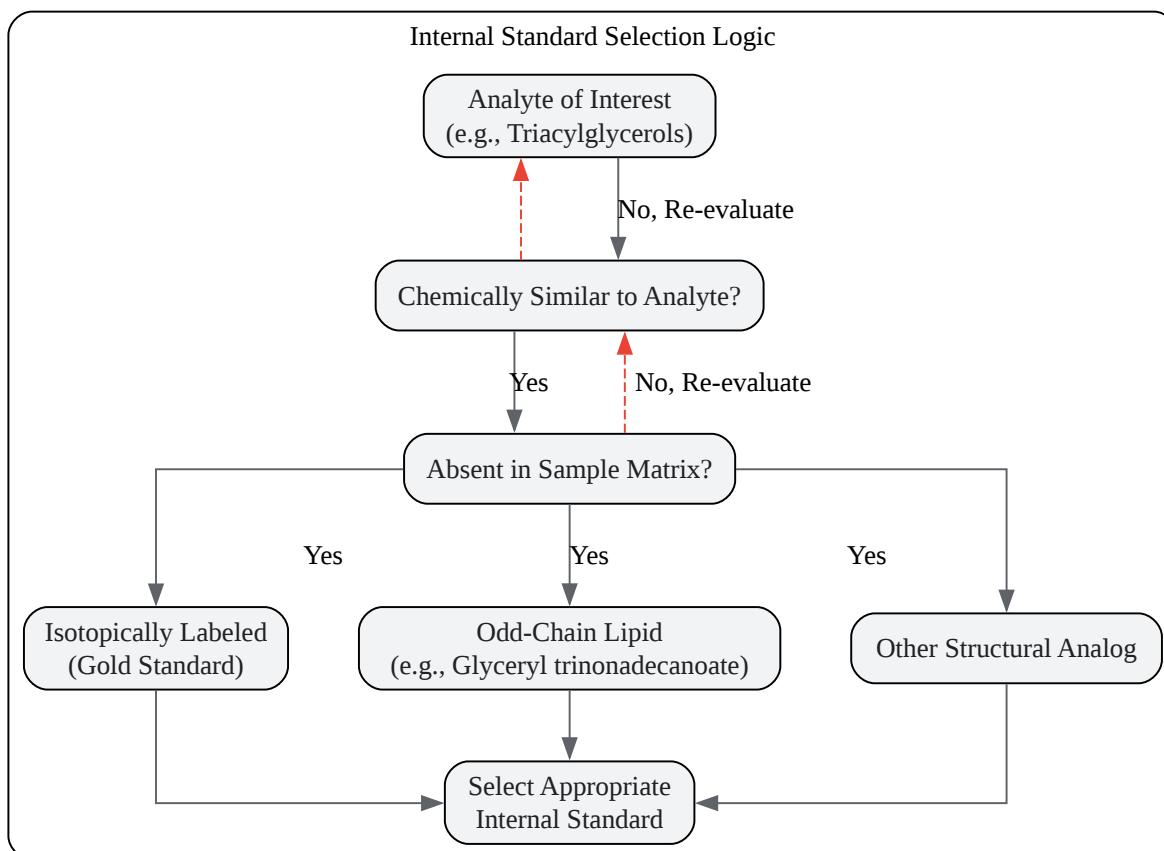 Internal Standard Selection Logic
Analyte of Interest
(e.g., Triacylglycerols)
No, Re-evaluate
Chemically Similar to Analyte?
Yes
No, Re-evaluate
Absent in Sample Matrix?
Yes
Yes
Yes
Isotopically Labeled
(Gold Standard)
Odd-Chain Lipid
(e.g., Glyceryl trinonadecanoate)
Other Structural Analog
Select Appropriate
Internal Standard